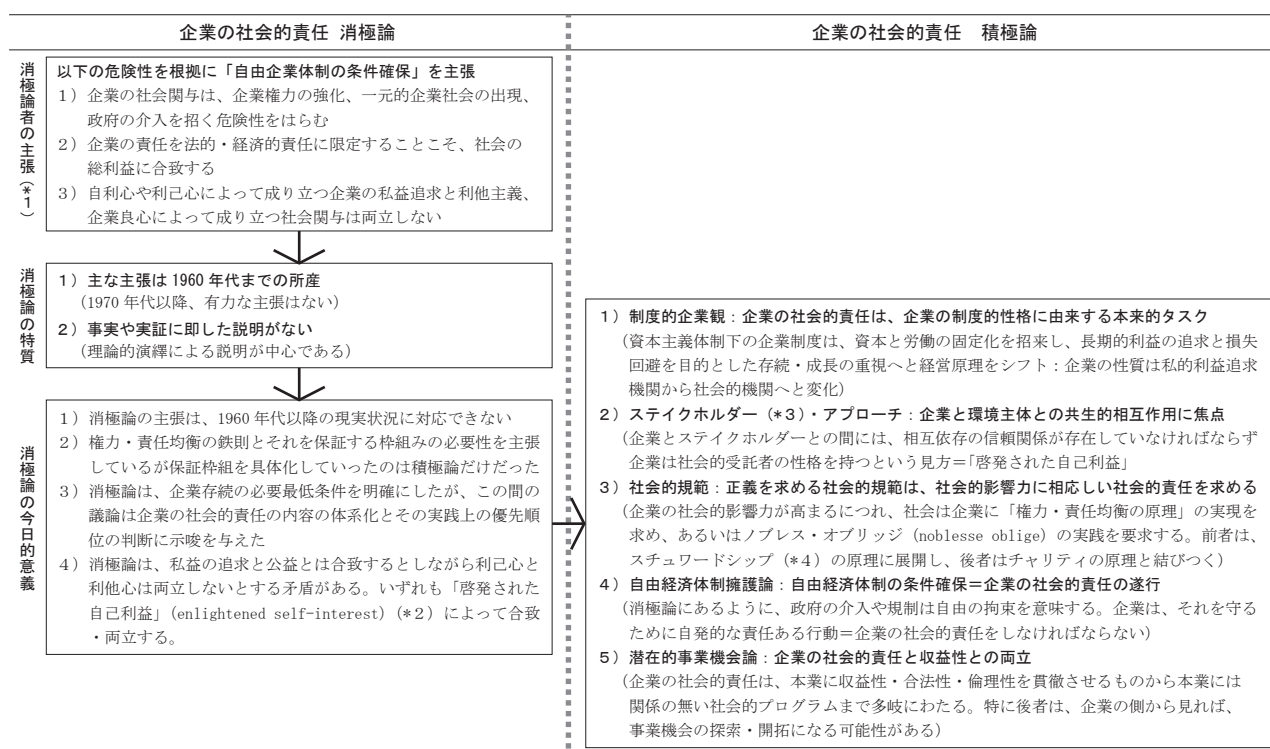 企業の社会的責任 消極論
企業の社会的責任 積極論
消極論者の主張(*1)
以下の危険性を根拠に「自由企業体制の条件確保」を主張
1)企業の社会関与は、企業権力の強化、一元的企業社会の出現、
政府の介入を招く危険性をはらむ
2)企業の責任を法的・経済的責任に限定することこそ、社会の
総利益に合致する
3)自利心や利己心によって成り立つ企業の私益追求と利他主義、
企業良心によって成り立つ社会関与は両立しない
消極論の特質
1)主な主張は1960年代までの所産
(1970年代以降、有力な主張はない)
2)事実や実証に即した説明がない
(理論的演繹による説明が中心である)
消極論の今日的意義
1)消極論の主張は、1960年代以降の現実状況に対応できない
2)権力・責任均衡の鉄則とそれを保証する枠組みの必要性を主張
しているが保証枠組を具体化していったのは積極論だけだった
3)消極論は、企業存続の必要最低条件を明確にしたが、この間の
議論は企業の社会的責任の内容の体系化とその実践上の優先順
位の判断に示唆を与えた
4)消極論は、私益の追求と公益とは合致するとしながら利己心と
利他心は両立しないとする矛盾がある。いずれも「啓発された
自己利益」(enlightened self-interest)(*2)によって合致
・両立する。
1)制度的企業観:企業の社会的責任は、企業の制度的性格に由来する本来的タスク
(資本主義体制下の企業制度は、資本と労働の固定化を招来し、長期的利益の追求と損失
回避を目的とした存続・成長の重視へと経営原理をシフト:企業の性質は私的利益追求
機関から社会的機関へと変化)
2)ステイクホルダー(*3)・アプローチ:企業と環境主体との共生的相互作用に焦点
(企業とステイクホルダーとの間には、相互依存の信頼関係が存在していなければならず
企業は社会的受託者の性格を持つという見方=「啓発された自己利益」
3)社会的規範:正義を求める社会的規範は、社会的影響力に相応しい社会的責任を求める
(企業の社会的影響力が高まるにつれ、社会は企業に「権力・責任均衡の原理」の実現を
求め、あるいはノブレス・オブリッジ(noblesse oblige)の実践を要求する。前者は、
スチュワードシップ(*4)の原理に展開し、後者はチャリティの原理と結びつく)
4)自由経済体制擁護論:自由経済体制の条件確保=企業の社会的責任の遂行
(消極論にあるように、政府の介入や規制は自由の拘束を意味する。企業は、それを守る
ために自発的な責任ある行動=企業の社会的責任をしなければならない)
5)潜在的事業機会論:企業の社会的責任と収益性との両立
(企業の社会的責任は、本業に収益性・合法性・倫理性を貫徹させるものから本業には
関係の無い社会的プログラムまで多岐にわたる。特に後者は、企業の側から見れば、
事業機会の探索・開拓になる可能性がある)